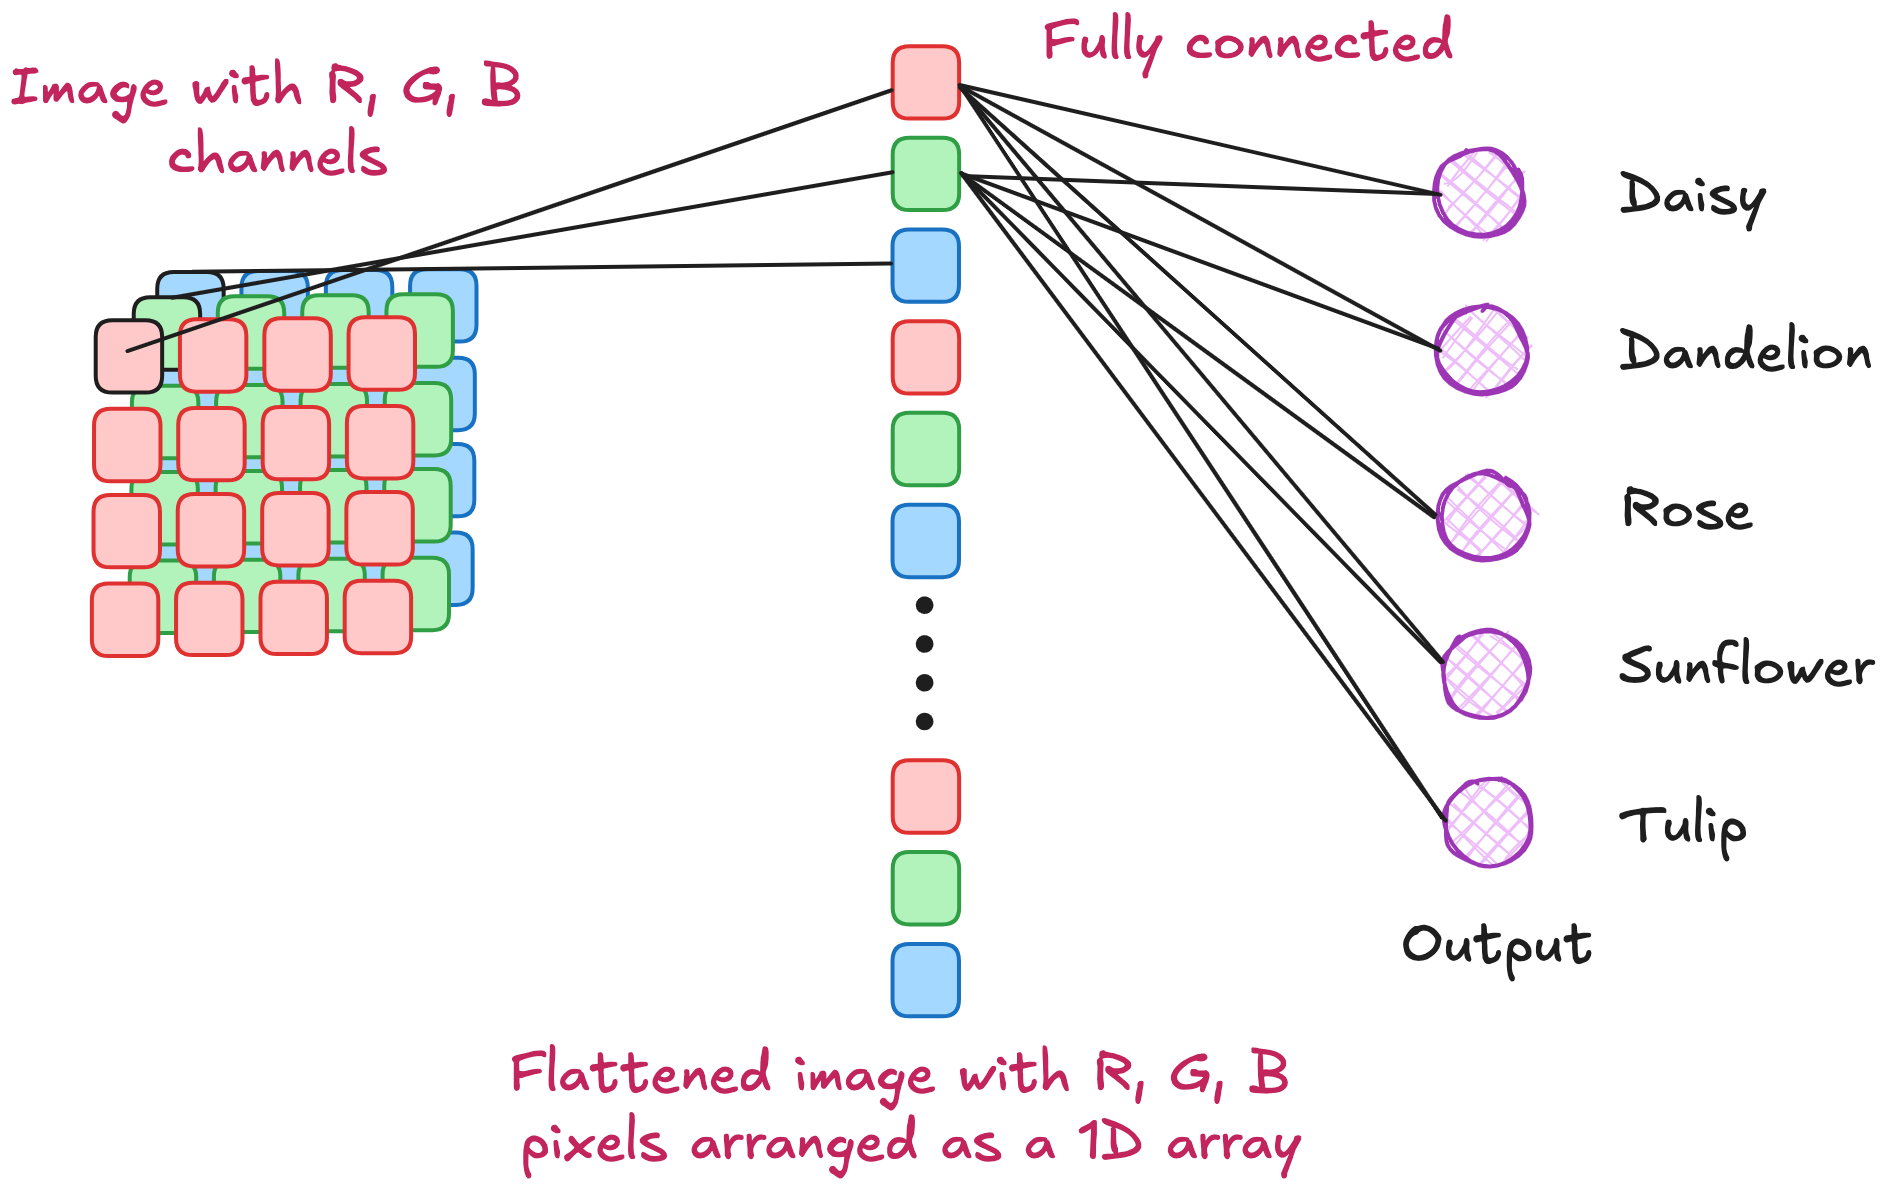 Image with R, G, B
channels
Fully connected
Daisy
Dandelion
Rose
Sunflower
Tulip
Output
Flattened image with R, G, B
pixels arranged as a 1D array